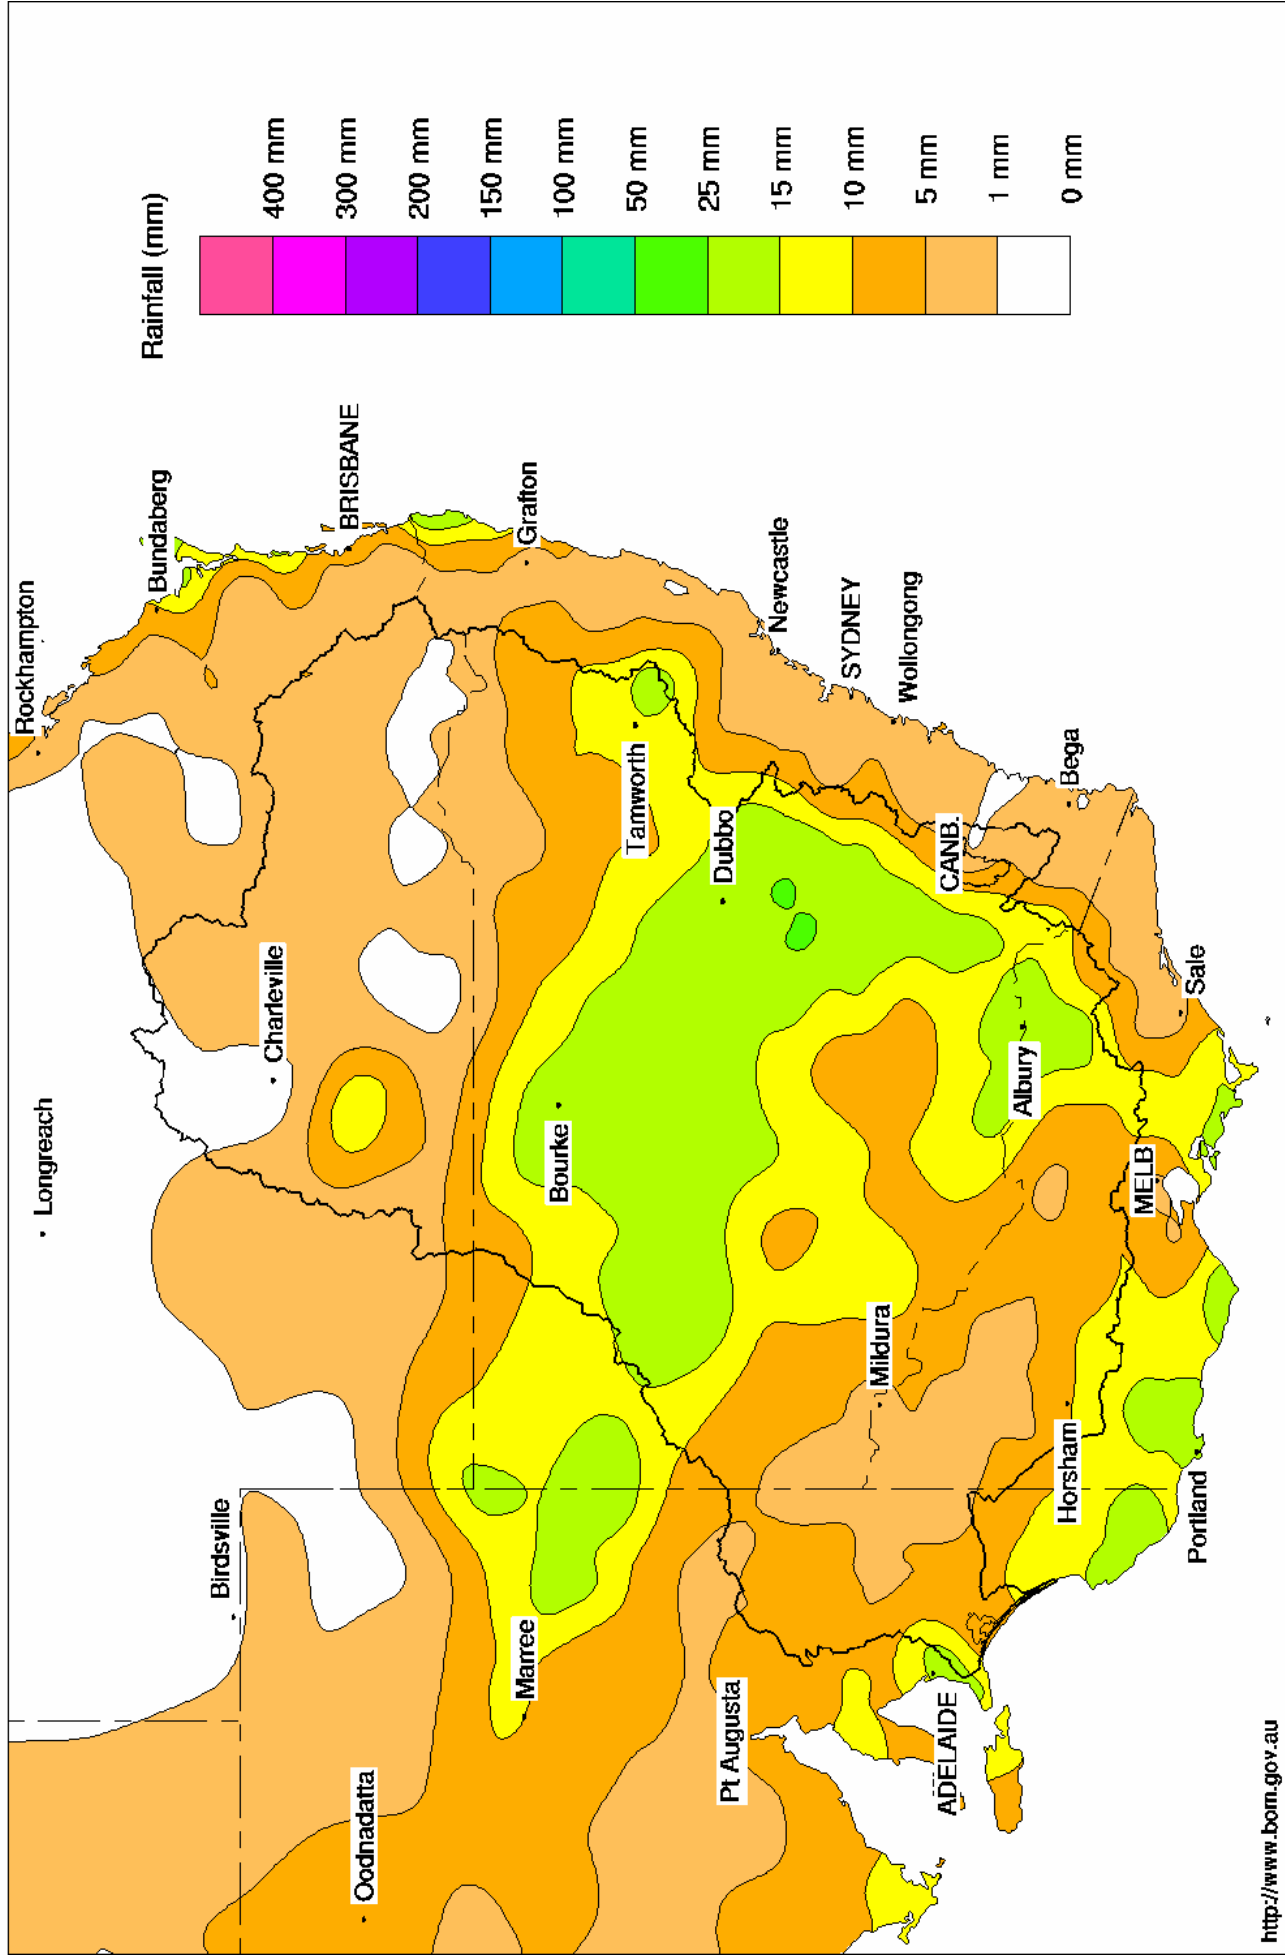 Rainfall (mm)
400 mm
300 mm
200 mm
150 mm
100 mm
50 mm
25 mm
15 mm
10 mm
5 mm
1 mm
0 mm
Rockhampton
Longreach
Bundaberg
Birdsville
Charleville
BRISBANE
Oodnadatta
Marree
Bourke
Grafton
Tamworth
Pt Augusta
Dubbo
Newcastle
SYDNEY
Mildura
Wollongong
ADELAIDE
CANB.
Albury
Horsham
Bega
MELB
Portland
Sale
http://www.bom.gov.au